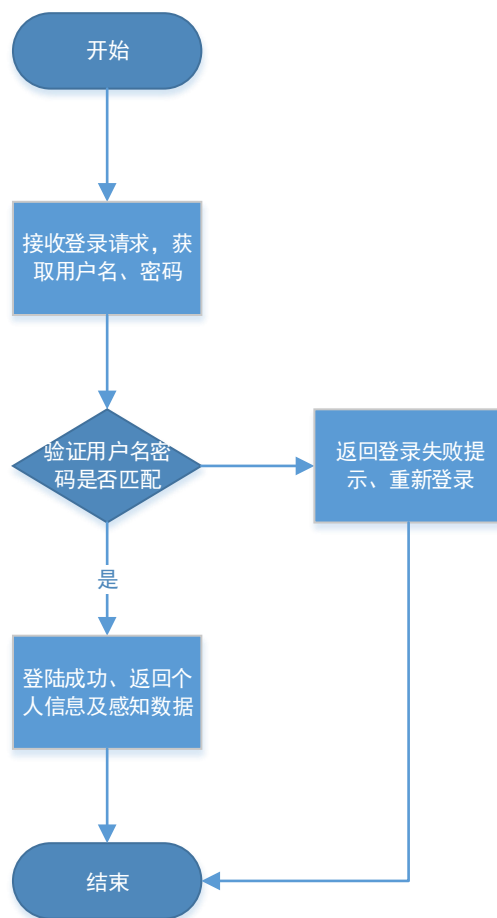 开始
接收登录请求，获
取用户名、密码
验证用户名密
码是否匹配
返回登录失败提
示、重新登录
是
登陆成功、返回个
人信息及感知数据
结束